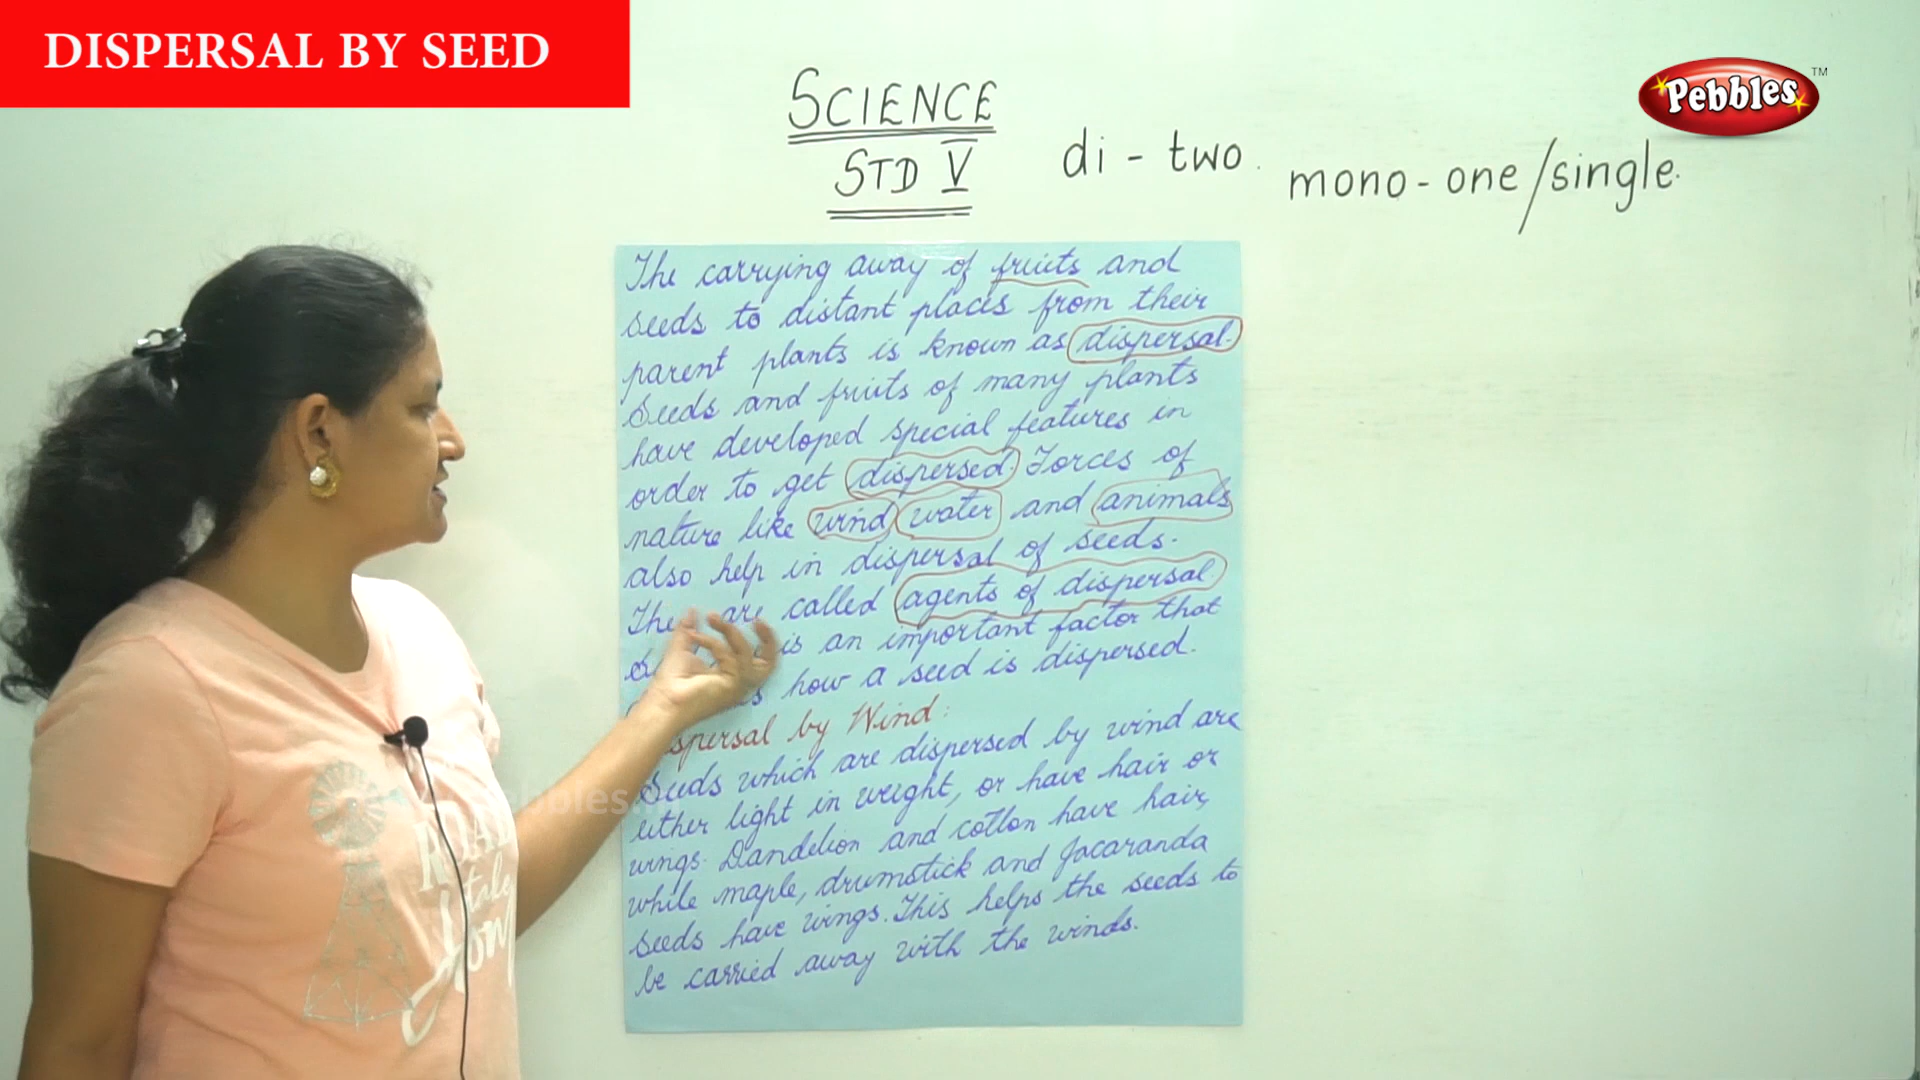 DISPERSAL BY SEED
Pebbles TM
SCIENCE
STD V
di - two.
mono - one/single.
The carrying away of fruits and
seeds to distant places from their
parent plants is known as dispersal.
Seeds and fruits of many plants
have developed special features in
order to get dispersed. Forces of
nature like wind water and animals
also help in dispersal of seeds.
are called agents of dispersal.
is an important factor that
how a seed is dispersed.
by Wind:
Seeds which are dispersed by wind are
either light in weight, or have hair or
wings. Dandelion and cotton have hair,
while maple, drumstick and Jacaranda
seeds have wings. This helps the seeds to
be carried away with the winds.